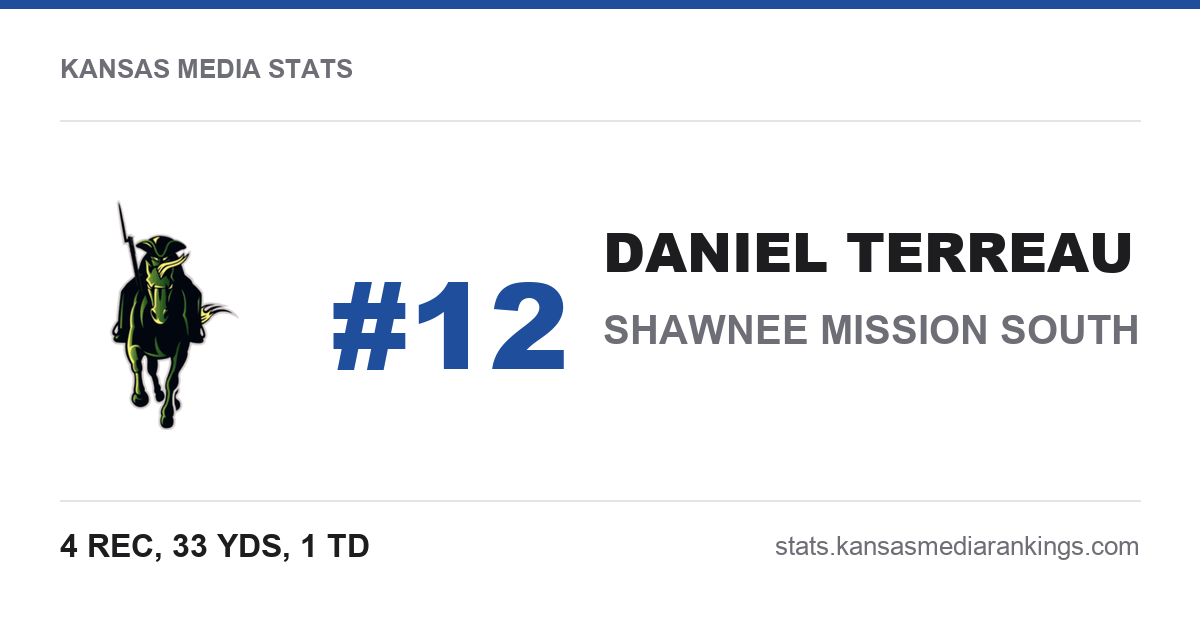 KANSAS MEDIA STATS
#12
DANIEL TERREAU
SHAWNEE MISSION SOUTH
4 REC, 33 YDS, 1 TD
stats.kansasmediarankings.com